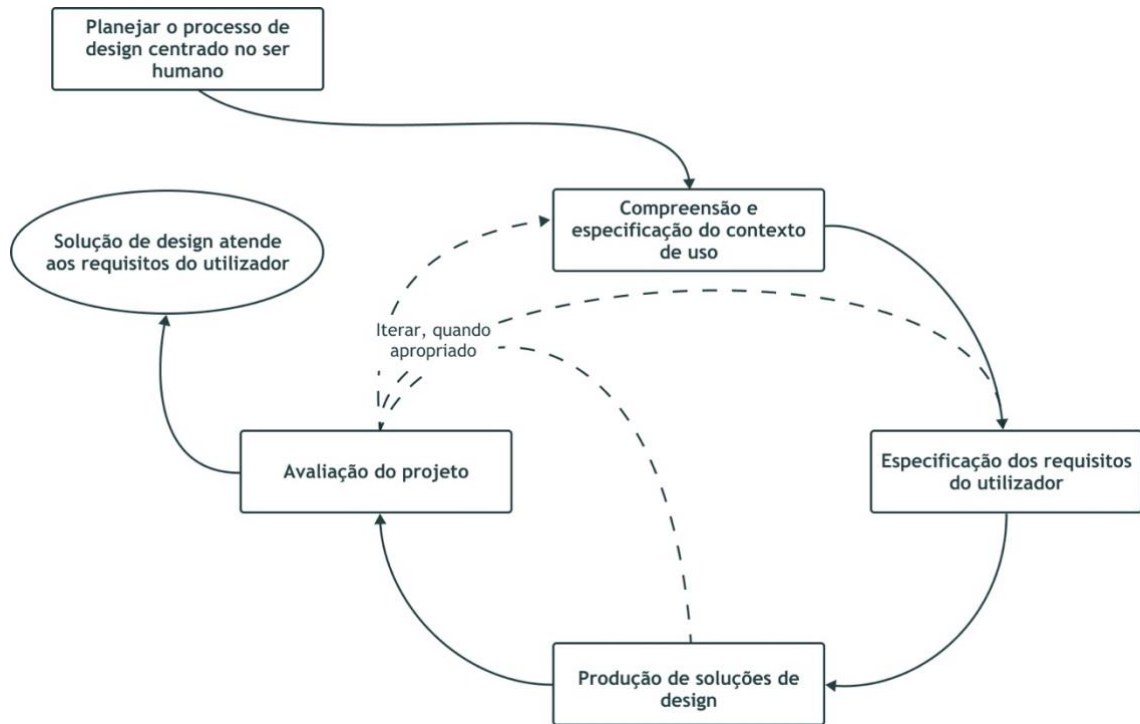 Planejar o processo de
design centrado no ser
humano
Compreensão e
especificação do contexto
de uso
Solução de design atende
aos requisitos do utilizador
Iterar, quando
apropriado
Avaliação do projeto
Especificação dos requisitos
do utilizador
Produção de soluções de
design